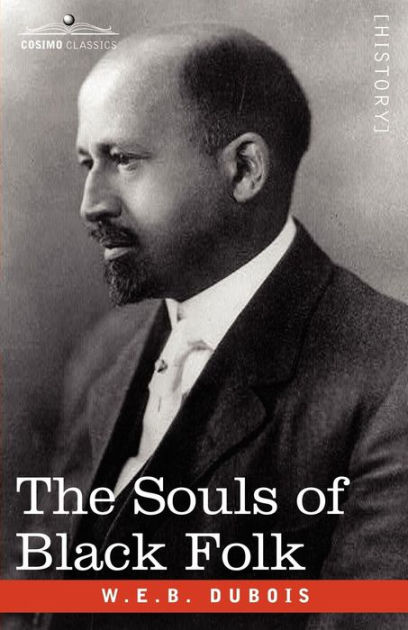 COSIMO CLASSICS
[HISTORY]
The Souls of
Black Folk
W.E.B. DUBOIS